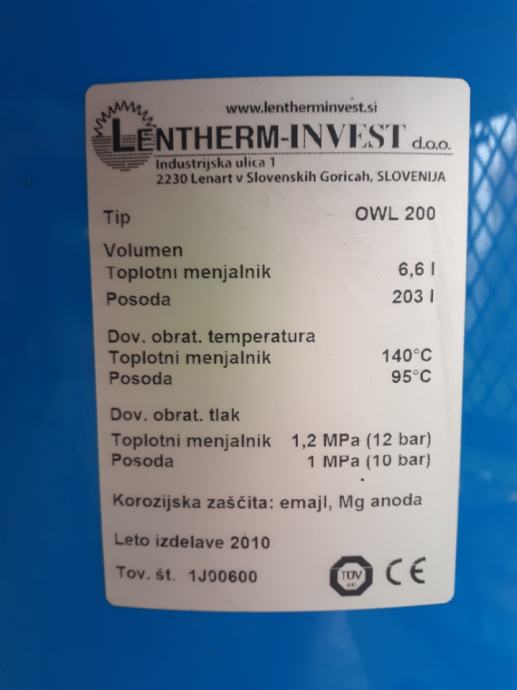 www.lentherminvest.si
LENTHERM-INVEST d.o.o.
Industrijska ulica 1
2230 Lenart v Slovenskih Goricah, SLOVENIJA
Tip OWL 200
Volumen
Toplotni menjalnik 6,6 l
Posoda 203 l
Dov. obrat. temperatura
Toplotni menjalnik 140°C
Posoda 95°C
Dov. obrat. tlak
Toplotni menjalnik 1,2 MPa (12 bar)
Posoda 1 MPa (10 bar)
Korozijska zaščita: emajl, Mg anoda
Leto izdelave 2010
Tov. št. 1J00600
TÜV CE